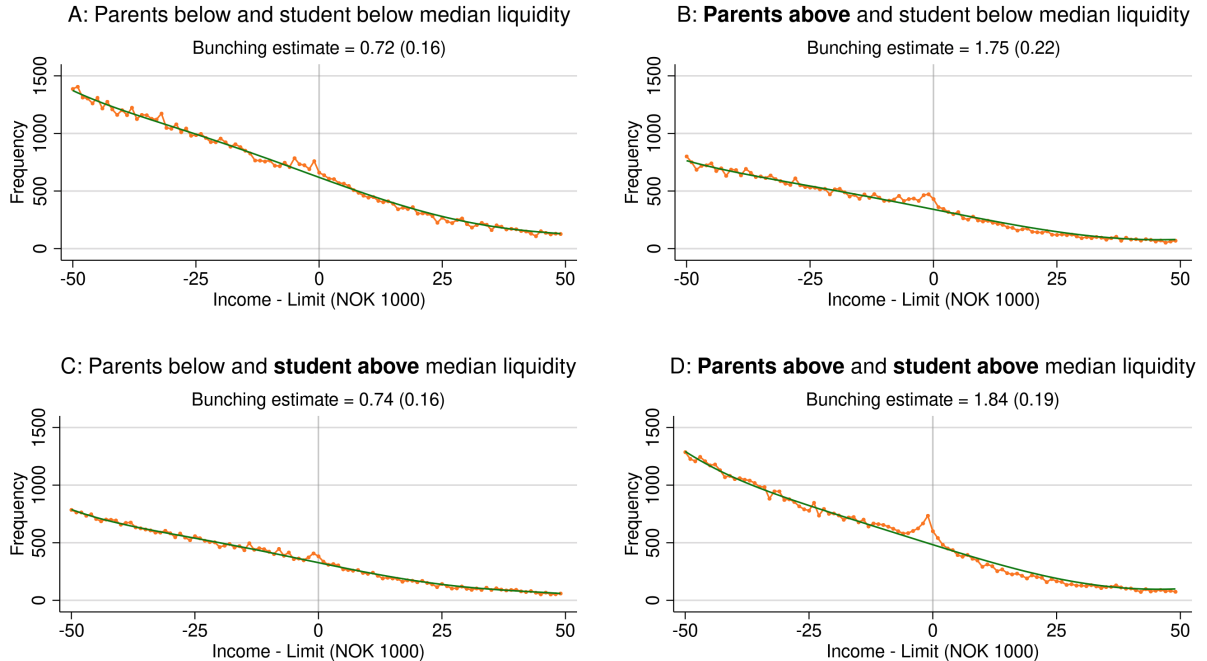 A: Parents below and student below median liquidity
Bunching estimate = 0.72 (0.16)
Frequency
1500
1000
500
0
-50 -25 0 25 50
Income - Limit (NOK 1000)
B: Parents above and student below median liquidity
Bunching estimate = 1.75 (0.22)
Frequency
1500
1000
500
0
-50 -25 0 25 50
Income - Limit (NOK 1000)
C: Parents below and student above median liquidity
Bunching estimate = 0.74 (0.16)
Frequency
1500
1000
500
0
-50 -25 0 25 50
Income - Limit (NOK 1000)
D: Parents above and student above median liquidity
Bunching estimate = 1.84 (0.19)
Frequency
1500
1000
500
0
-50 -25 0 25 50
Income - Limit (NOK 1000)